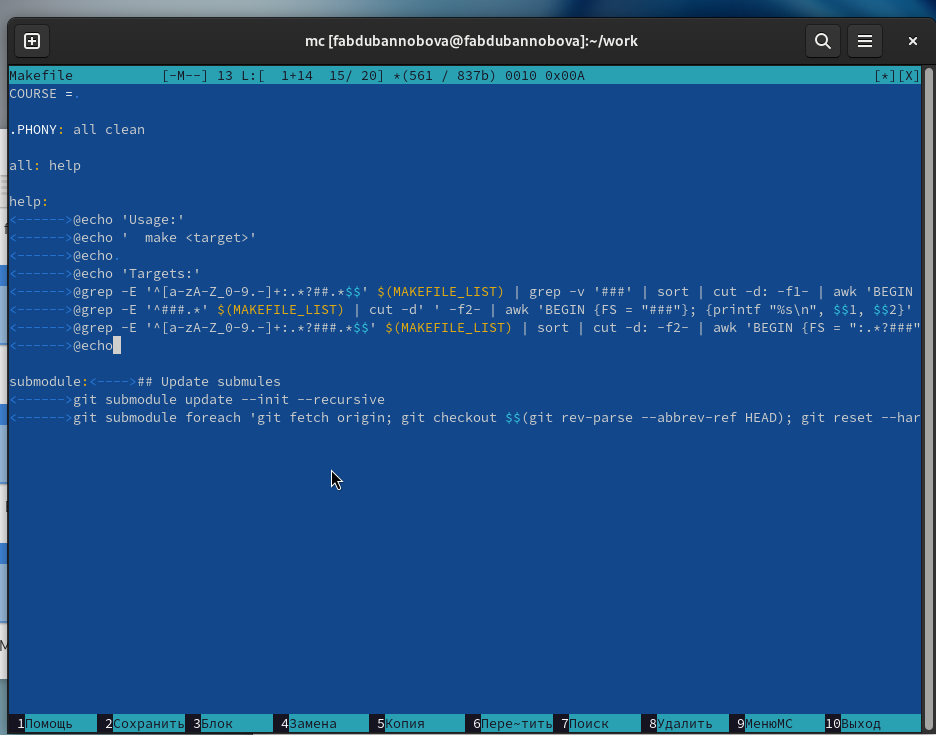 mc [fabdubannobova@fabdubannobova]:~/work
Makefile [-M--] 13 L:[ 1+14 15/ 20] *(561 / 837b) 0010 0x00A [*][X]
COURSE =.
.PHONY: all clean
all: help
help:
<------>@echo 'Usage:'
<------>@echo '  make <target>'
<------>@echo.
<------>@echo 'Targets:'
<------>@grep -E '^[a-zA-Z_0-9.-]+:.*?##.*$$' $(MAKEFILE_LIST) | grep -v '###' | sort | cut -d: -f1- | awk 'BEGIN
<------>@grep -E '^###.*' $(MAKEFILE_LIST) | cut -d' ' -f2- | awk 'BEGIN {FS = "###"}; {printf "%s\n", $$1, $$2}'
<------>@grep -E '^[a-zA-Z_0-9.-]+:.*?###.*$$' $(MAKEFILE_LIST) | sort | cut -d: -f2- | awk 'BEGIN {FS = ":.*?###"
<------>@echo
submodule:<---->## Update submules
<------>git submodule update --init --recursive
<------>git submodule foreach 'git fetch origin; git checkout $$(git rev-parse --abbrev-ref HEAD); git reset --har
1Помощь 2Сохранить 3Блок 4Замена 5Копия 6Пере~тить 7Поиск 8Удалить 9МенюMC 10Выход